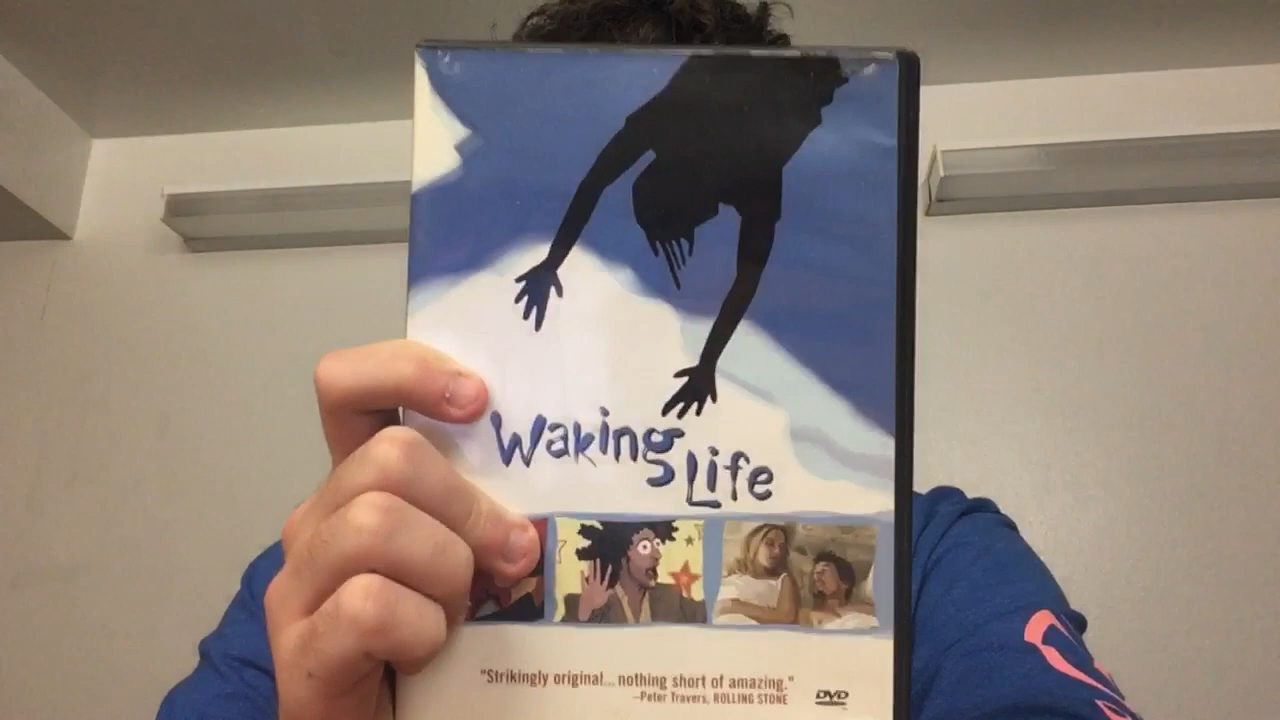 Waking
Life
"Strikingly original... nothing short of amazing."
—Peter Travers, ROLLING STONE
DVD